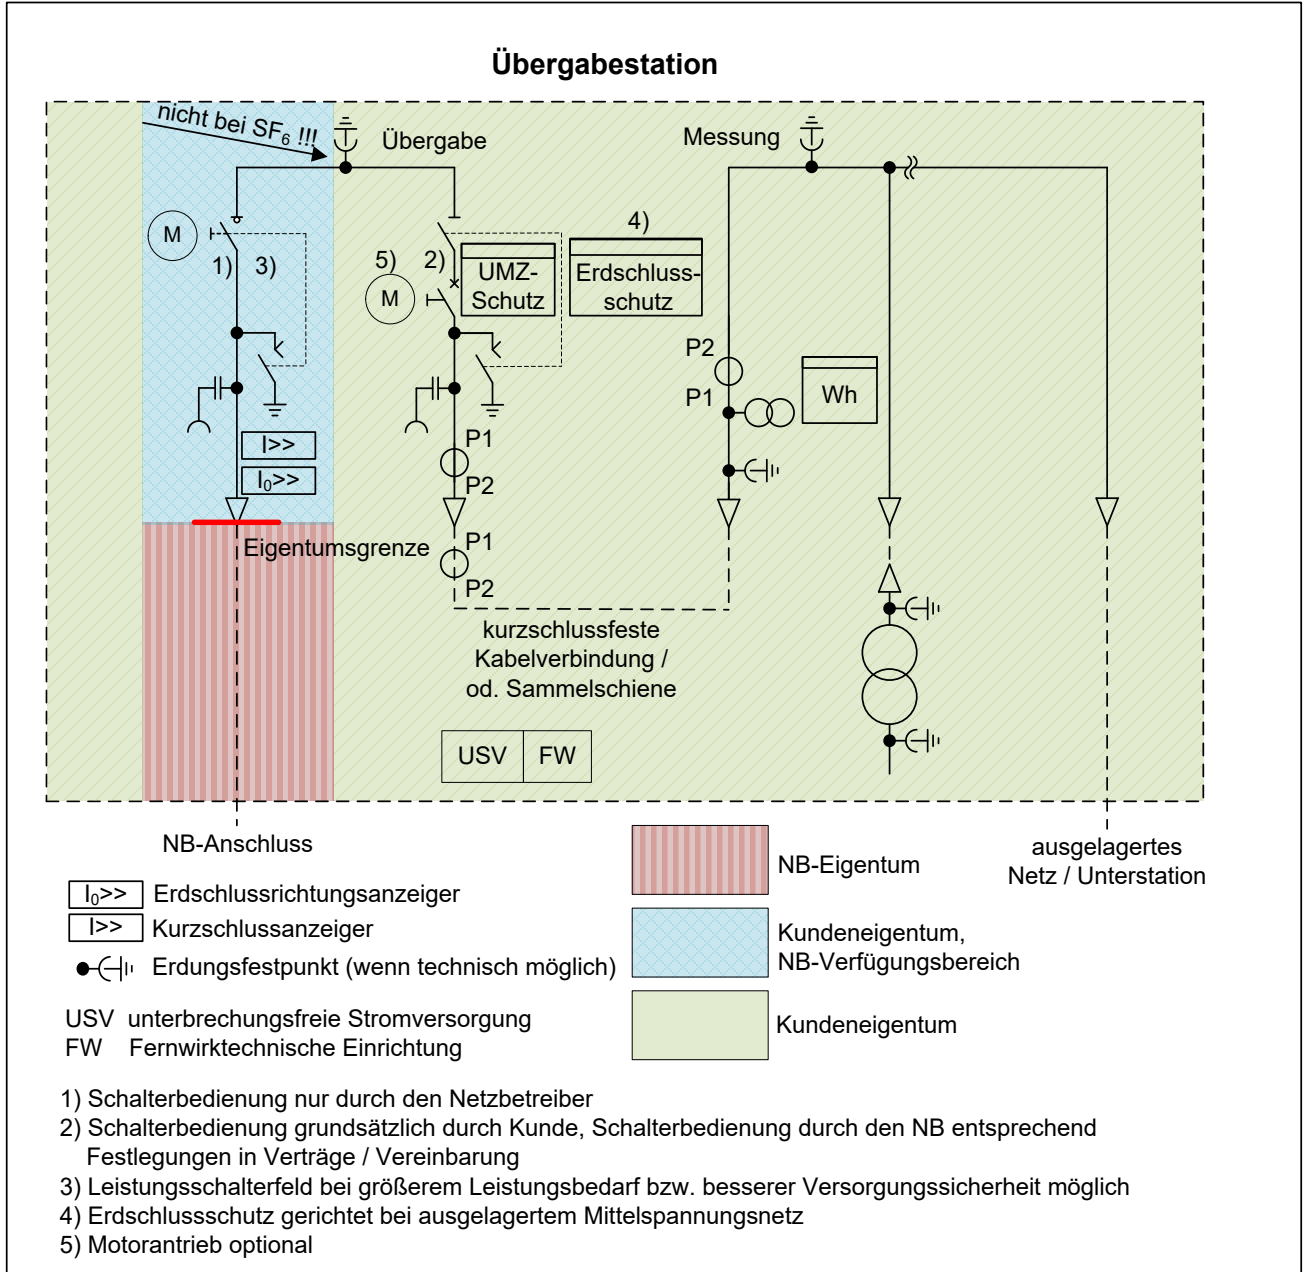 Übergabestation
nicht bei SF₆ !!!
Übergabe
Messung
M
1)
3)
5)
2)
M
UMZ-
Schutz
4)
Erdschluss-
schutz
P2
P1
Wh
I>>
I₀>>
P1
P2
Eigentumsgrenze
P1
P2
kurzschlussfeste
Kabelverbindung /
od. Sammelschiene
USV
FW
NB-Anschluss
ausgelagertes
Netz / Unterstation
I₀>> Erdschlussrichtungsanzeiger
I>> Kurzschlussanzeiger
Erdungsfestpunkt (wenn technisch möglich)
USV unterbrechungsfreie Stromversorgung
FW Fernwirktechnische Einrichtung
NB-Eigentum
Kundeneigentum,
NB-Verfügungsbereich
Kundeneigentum
1) Schalterbedienung nur durch den Netzbetreiber
2) Schalterbedienung grundsätzlich durch Kunde, Schalterbedienung durch den NB entsprechend
Festlegungen in Verträge / Vereinbarung
3) Leistungsschalterfeld bei größerem Leistungsbedarf bzw. besserer Versorgungssicherheit möglich
4) Erdschlussschutz gerichtet bei ausgelagertem Mittelspannungsnetz
5) Motorantrieb optional